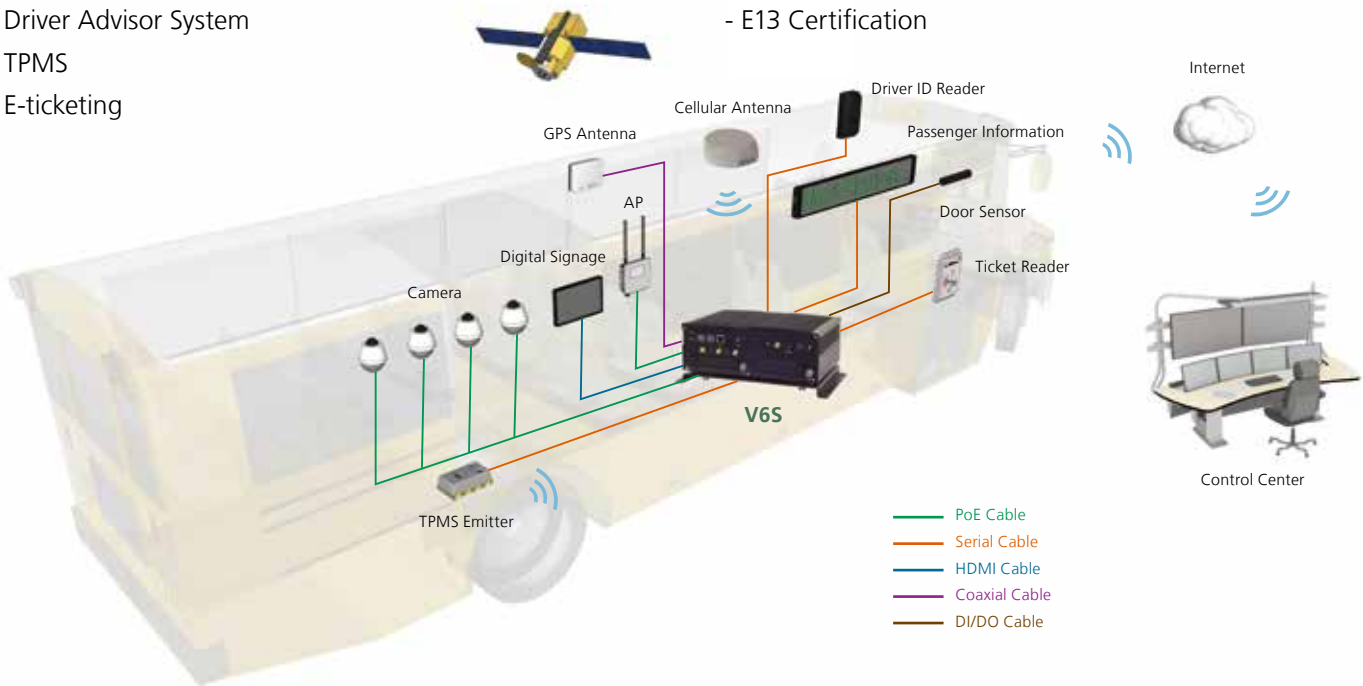 Driver Advisor System
TPMS
E-ticketing
- E13 Certification
Internet
Driver ID Reader
Cellular Antenna
GPS Antenna
Passenger Information
AP
Door Sensor
Digital Signage
Ticket Reader
Camera
V6S
Control Center
TPMS Emitter
PoE Cable
Serial Cable
HDMI Cable
Coaxial Cable
DI/DO Cable